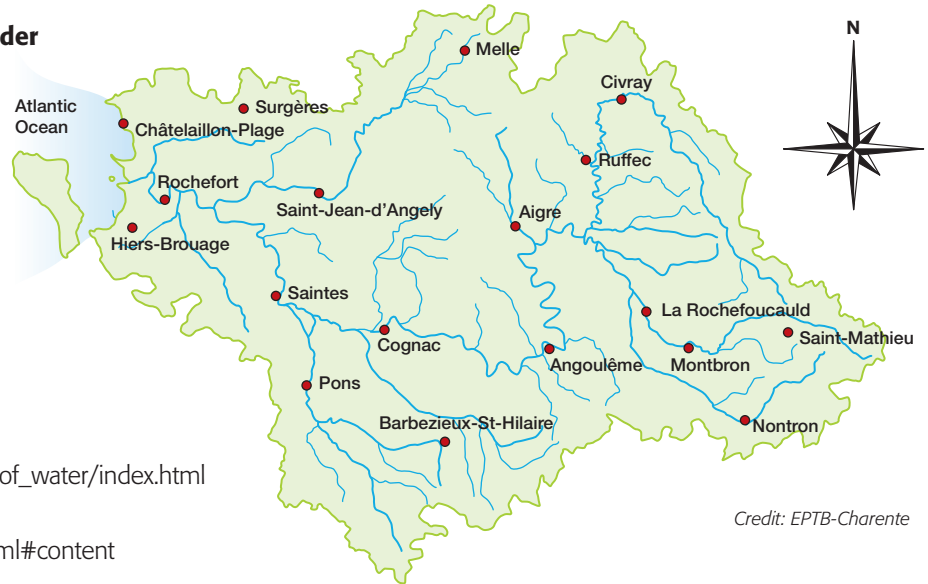 der
N
Melle
Civray
Atlantic
Ocean
Surgères
Châtelaillon-Plage
Ruffec
Rochefort
Saint-Jean-d'Angely
Aigre
Hiers-Brouage
Saintes
La Rochefoucauld
Cognac
Saint-Mathieu
Angoulême
Montbron
Pons
Barbezieux-St-Hilaire
Nontron
of_water/index.html
Credit: EPTB-Charente
ml#content